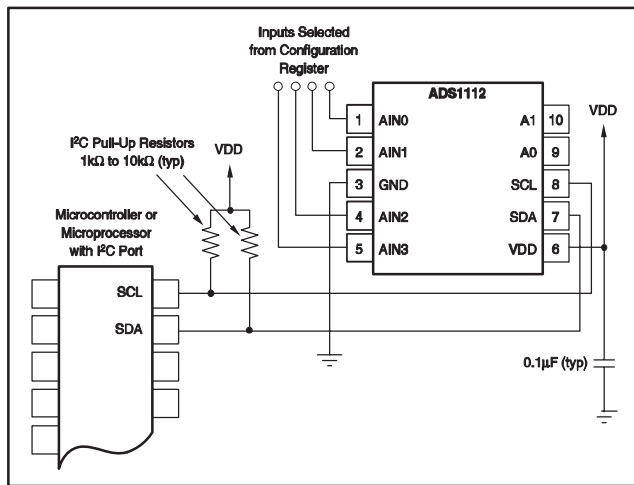 Inputs Selected
from Configuration
Register
ADS1112
VDD
1 AIN0 A1 10
2 AIN1 A0 9
3 GND SCL 8
4 AIN2 SDA 7
5 AIN3 VDD 6
I²C Pull-Up Resistors
1kΩ to 10kΩ (typ)
VDD
Microcontroller or
Microprocessor
with I²C Port
SCL
SDA
0.1µF (typ)